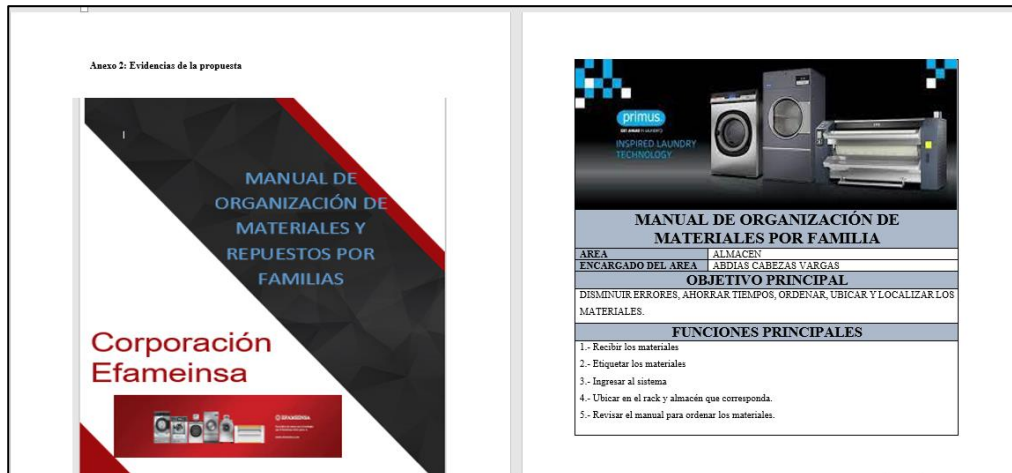 Anexo 2: Evidencias de la propuesta
MANUAL DE
ORGANIZACIÓN DE
MATERIALES Y
REPUESTOS POR
FAMILIAS
Corporación
Efameinsa
EFAMEINSA
primus
INSPIRED LAUNDRY
TECHNOLOGY
MANUAL DE ORGANIZACIÓN DE
MATERIALES POR FAMILIA
AREA ALMACEN
ENCARGADO DEL AREA ABDIAS CABEZAS VARGAS
OBJETIVO PRINCIPAL
DISMINUIR ERRORES, AHORRAR TIEMPOS, ORDENAR, UBICAR Y LOCALIZAR LOS
MATERIALES.
FUNCIONES PRINCIPALES
1.- Recibir los materiales
2.- Etiquetar los materiales
3.- Ingresar al sistema
4.- Ubicar en el rack y almacén que corresponda.
5.- Revisar el manual para ordenar los materiales.